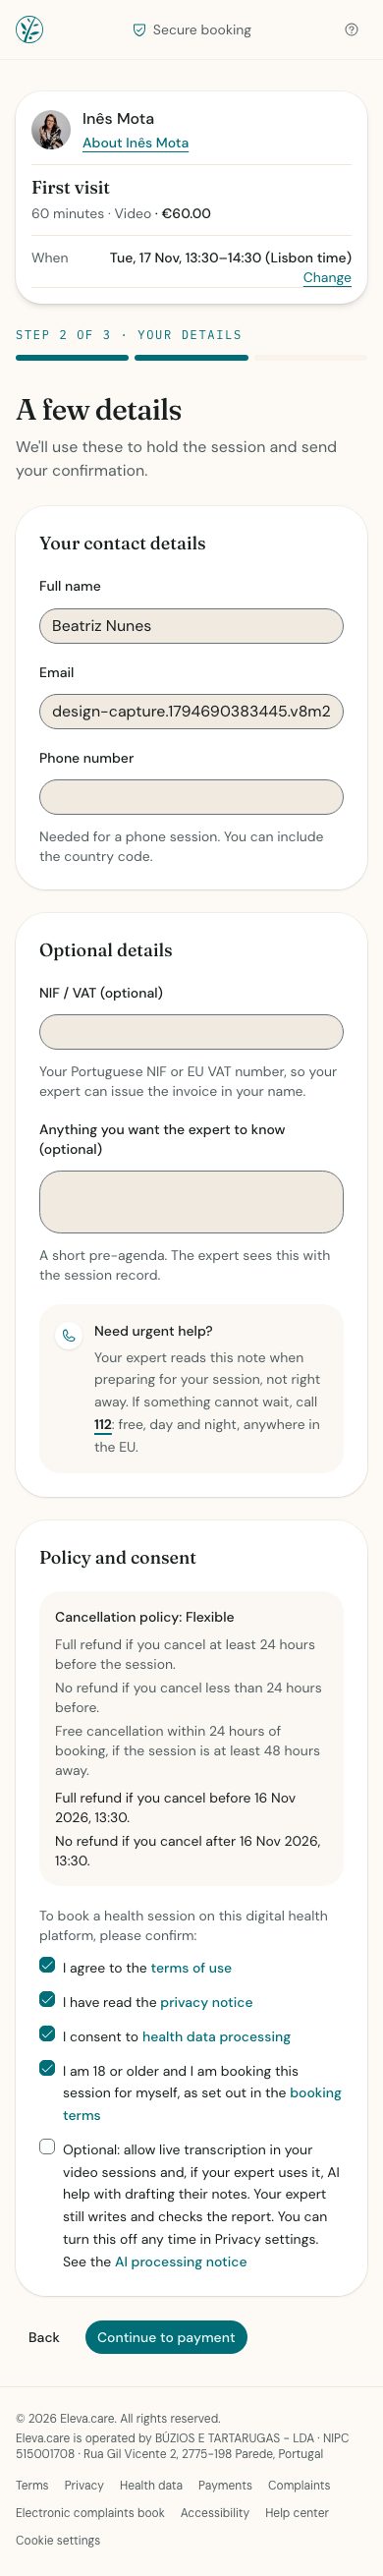 Secure booking
Inês Mota
About Inês Mota
First visit
60 minutes · Video · €60.00
When
Tue, 17 Nov, 13:30–14:30 (Lisbon time)
Change
STEP 2 OF 3 · YOUR DETAILS
A few details
We'll use these to hold the session and send
your confirmation.
Your contact details
Full name
Beatriz Nunes
Email
design-capture.1794690383445.v8m2
Phone number
Needed for a phone session. You can include
the country code.
Optional details
NIF / VAT (optional)
Your Portuguese NIF or EU VAT number, so your
expert can issue the invoice in your name.
Anything you want the expert to know
(optional)
A short pre-agenda. The expert sees this with
the session record.
Need urgent help?
Your expert reads this note when
preparing for your session, not right
away. If something cannot wait, call
112: free, day and night, anywhere in
the EU.
Policy and consent
Cancellation policy: Flexible
Full refund if you cancel at least 24 hours
before the session.
No refund if you cancel less than 24 hours
before.
Free cancellation within 24 hours of
booking, if the session is at least 48 hours
away.
Full refund if you cancel before 16 Nov
2026, 13:30.
No refund if you cancel after 16 Nov 2026,
13:30.
To book a health session on this digital health
platform, please confirm:
I agree to the terms of use
I have read the privacy notice
I consent to health data processing
I am 18 or older and I am booking this
session for myself, as set out in the booking
terms
Optional: allow live transcription in your
video sessions and, if your expert uses it, AI
help with drafting their notes. Your expert
still writes and checks the report. You can
turn this off any time in Privacy settings.
See the AI processing notice
Back
Continue to payment
© 2026 Eleva.care. All rights reserved.
Eleva.care is operated by BÚZIOS E TARTARUGAS - LDA · NIPC
515001708 · Rua Gil Vicente 2, 2775-198 Parede, Portugal
Terms Privacy Health data Payments Complaints
Electronic complaints book Accessibility Help center
Cookie settings